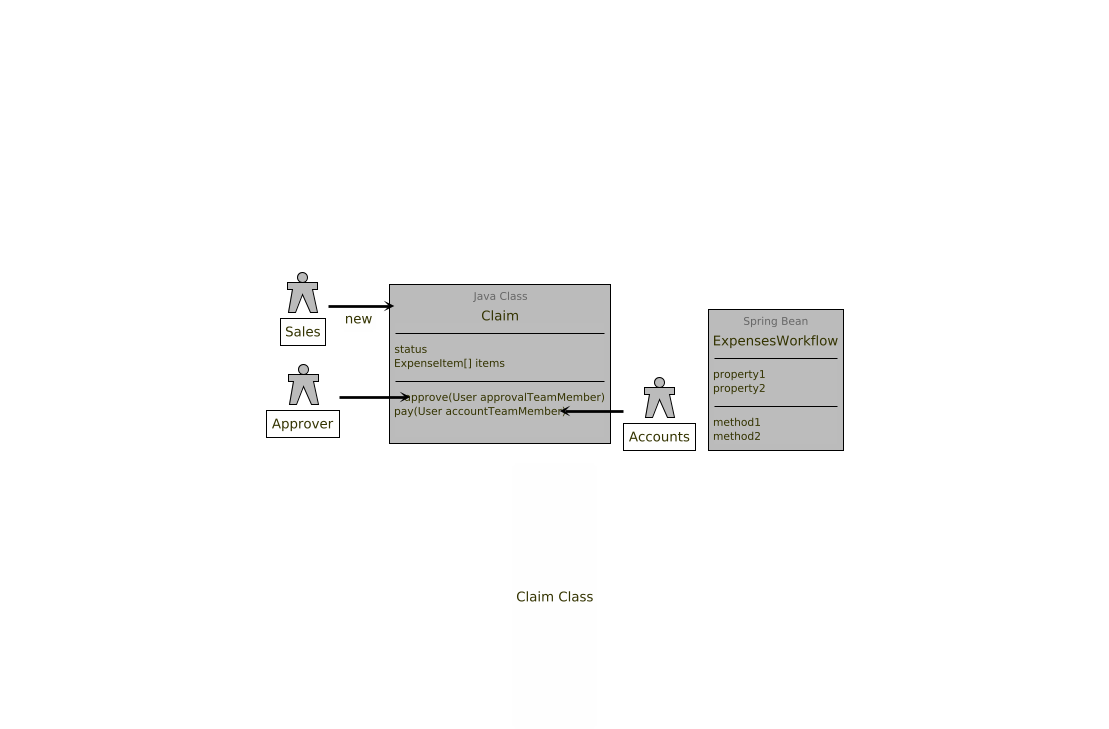 Sales
new
Approver
Java Class
Claim
status
ExpenseItem[] items
approve(User approvalTeamMember)
pay(User accountTeamMember
Accounts
Spring Bean
ExpensesWorkflow
property1
property2
method1
method2
Claim Class